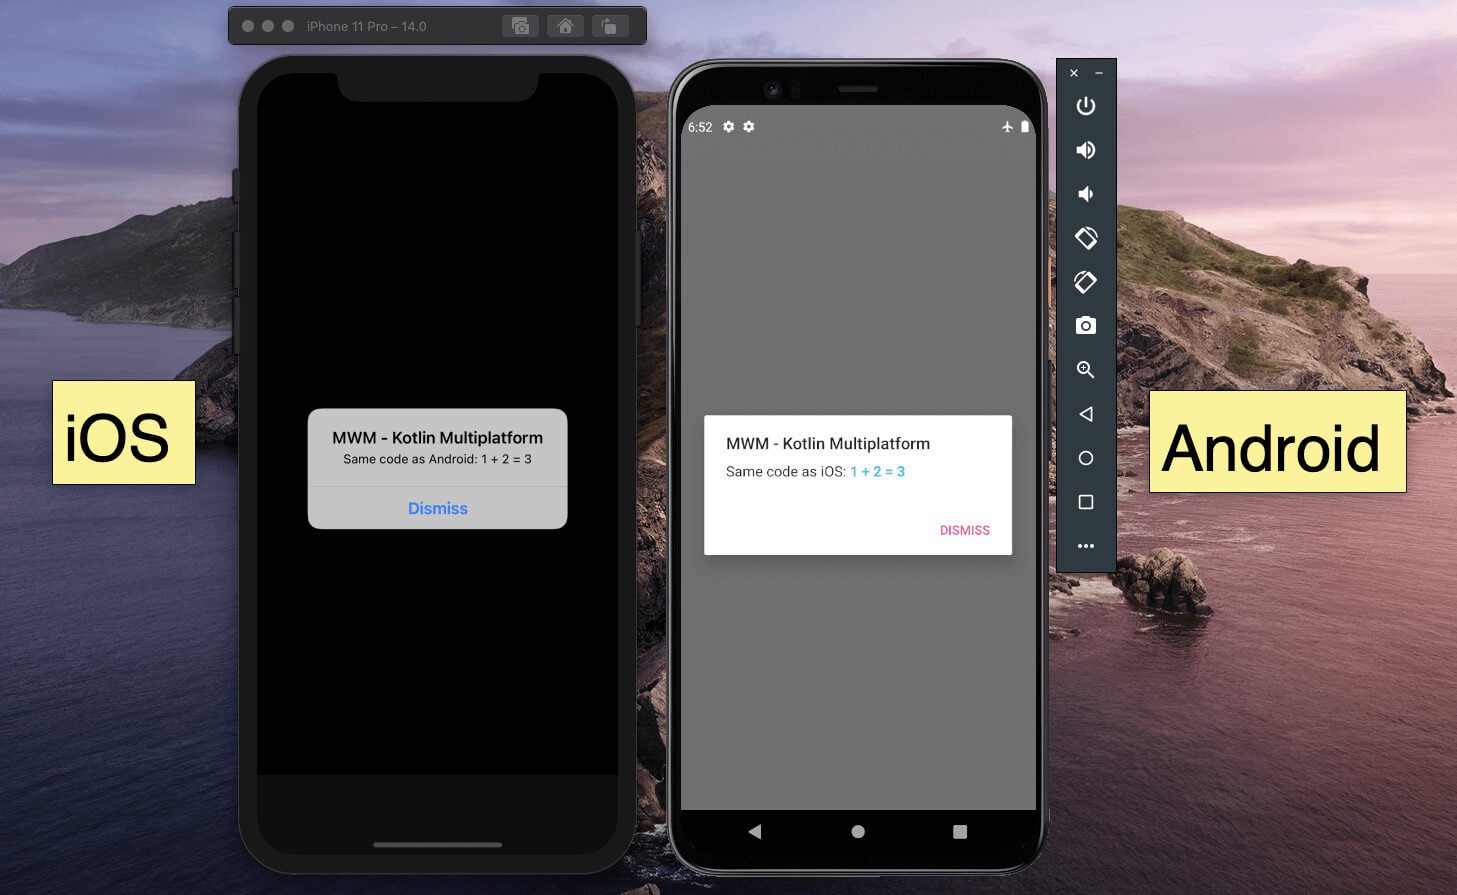 iPhone 11 Pro – 14.0
6:52
iOS
MWM - Kotlin Multiplatform
Same code as Android: 1 + 2 = 3
Dismiss
MWM - Kotlin Multiplatform
Same code as iOS: 1 + 2 = 3
DISMISS
Android